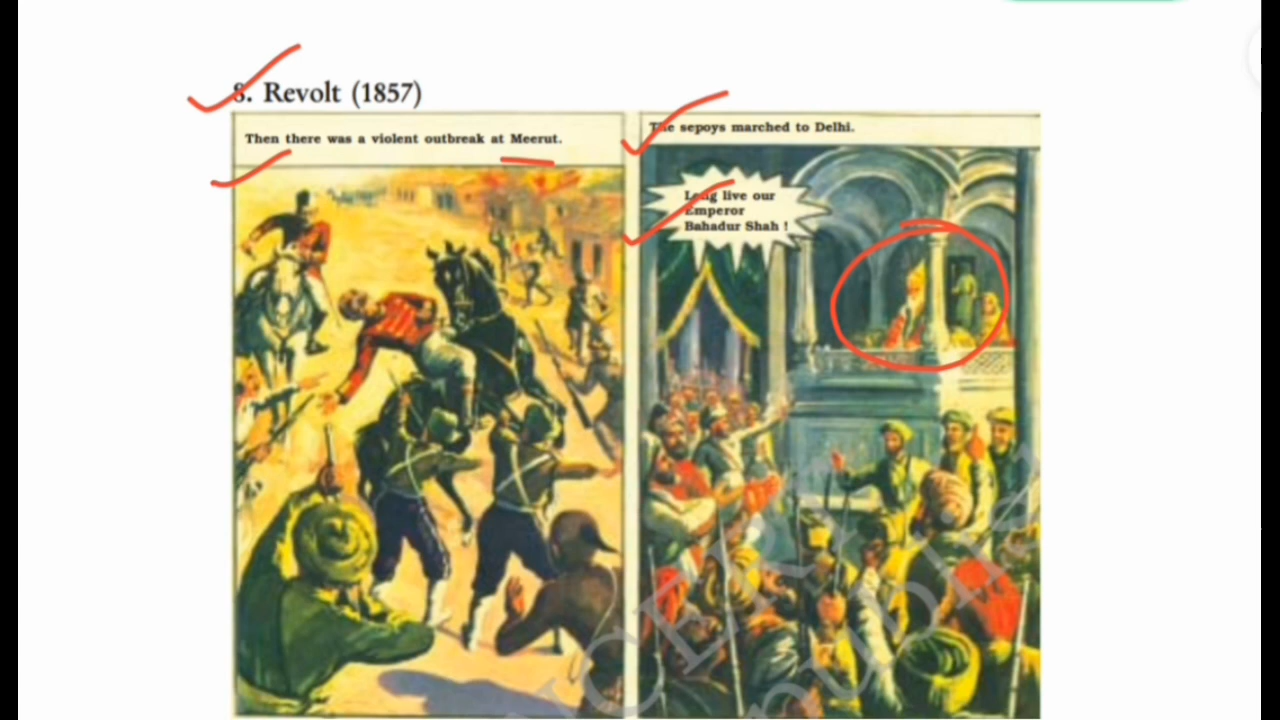 8. Revolt (1857)
Then there was a violent outbreak at Meerut.
The sepoys marched to Delhi.
Long live our
Emperor
Bahadur Shah !
NCERT